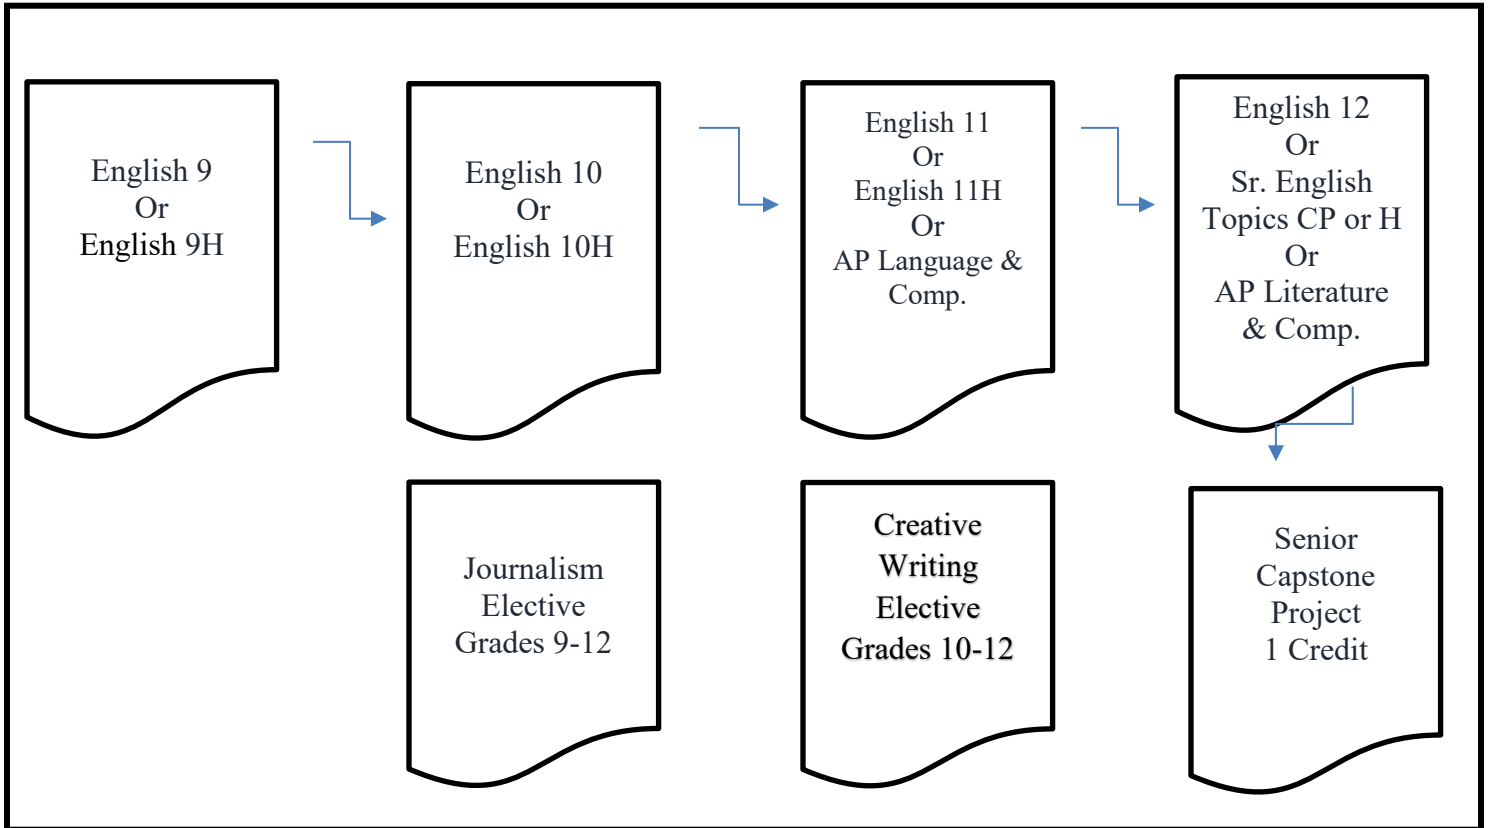 English 9
Or
English 9H
English 10
Or
English 10H
English 11
Or
English 11H
Or
AP Language &
Comp.
English 12
Or
Sr. English
Topics CP or H
Or
AP Literature
& Comp.
Journalism
Elective
Grades 9-12
Creative
Writing
Elective
Grades 10-12
Senior
Capstone
Project
1 Credit